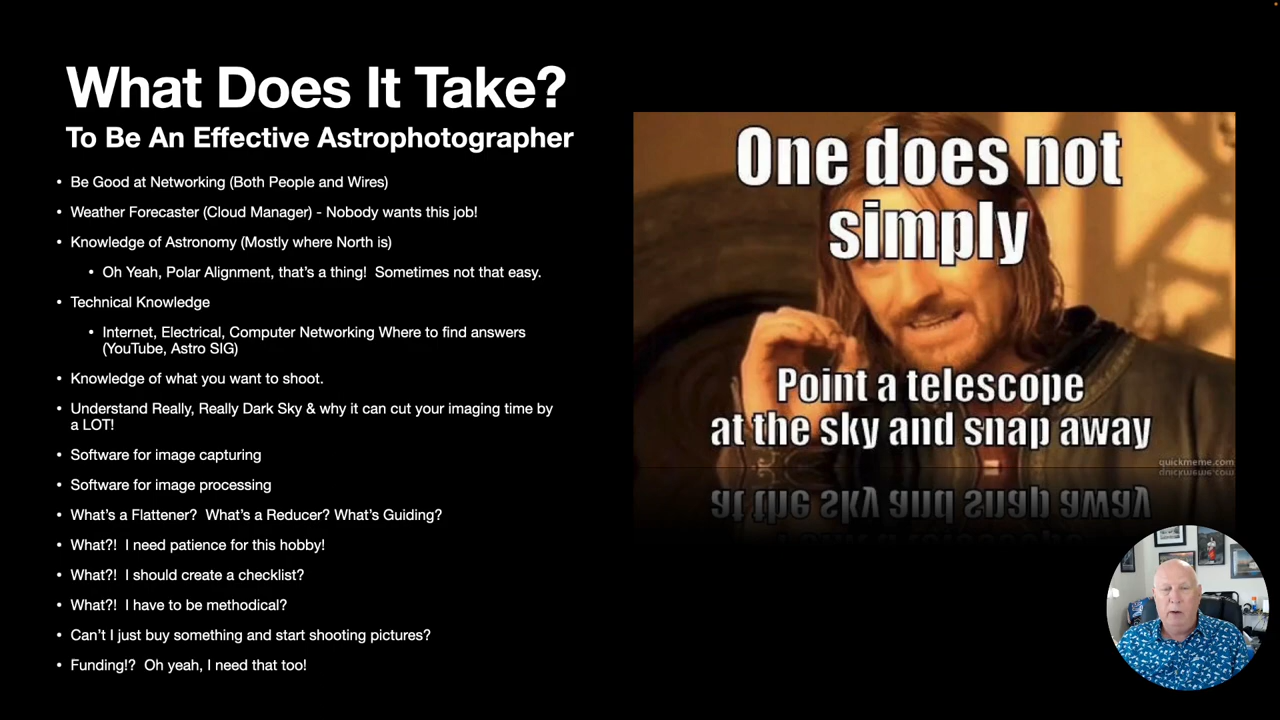 What Does It Take?
To Be An Effective Astrophotographer
• Be Good at Networking (Both People and Wires)
• Weather Forecaster (Cloud Manager) - Nobody wants this job!
• Knowledge of Astronomy (Mostly where North is)
• Oh Yeah, Polar Alignment, that's a thing!  Sometimes not that easy.
• Technical Knowledge
• Internet, Electrical, Computer Networking Where to find answers
(YouTube, Astro SIG)
• Knowledge of what you want to shoot.
• Understand Really, Really Dark Sky & why it can cut your imaging time by
a LOT!
• Software for image capturing
• Software for image processing
• What's a Flattener?  What's a Reducer? What's Guiding?
• What?!  I need patience for this hobby!
• What?!  I should create a checklist?
• What?!  I have to be methodical?
• Can't I just buy something and start shooting pictures?
• Funding!?  Oh yeah, I need that too!
One does not
simply
Point a telescope
at the sky and snap away
quickmeme.com